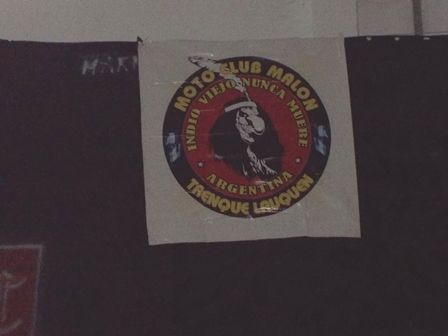 MOTO CLUB MALON
INDIO VIEJO NUNCA MUERE
ARGENTINA
TRENQUE LAUQUEN